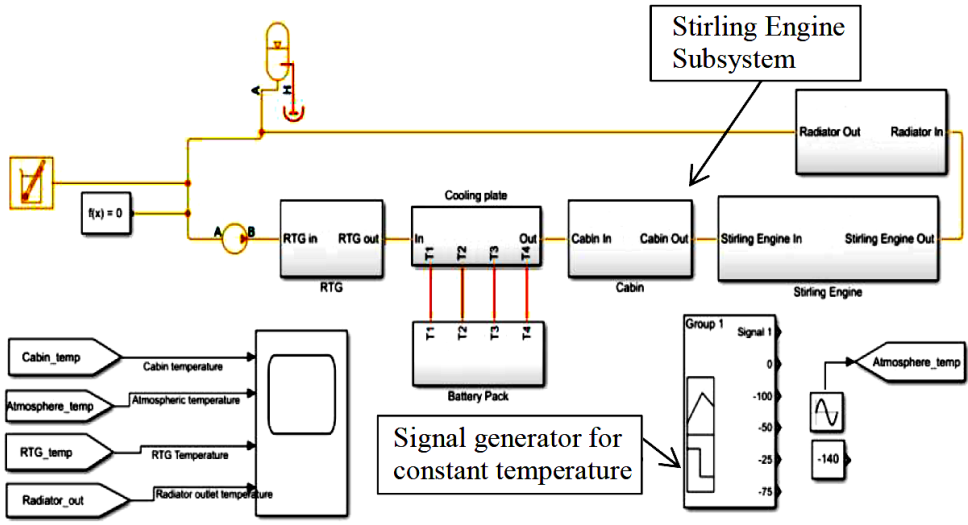 Stirling Engine
Subsystem
A
H
Radiator Out
Radiator In
f(x) = 0
A
B
RTG in
RTG out
RTG
Cooling plate
In
Out
T1
T2
T3
T4
T1
T2
T3
T4
Battery Pack
Cabin In
Cabin Out
Cabin
Stirling Engine In
Stirling Engine Out
Stirling Engine
Cabin_temp
Cabin temperature
Atmosphere_temp
Atmospheric temperature
RTG_temp
RTG Temperature
Radiator_out
Radiator outlet temperature
Signal generator for
constant temperature
Group 1
Signal 1
0
-100
-50
-25
-75
Atmosphere_temp
-140